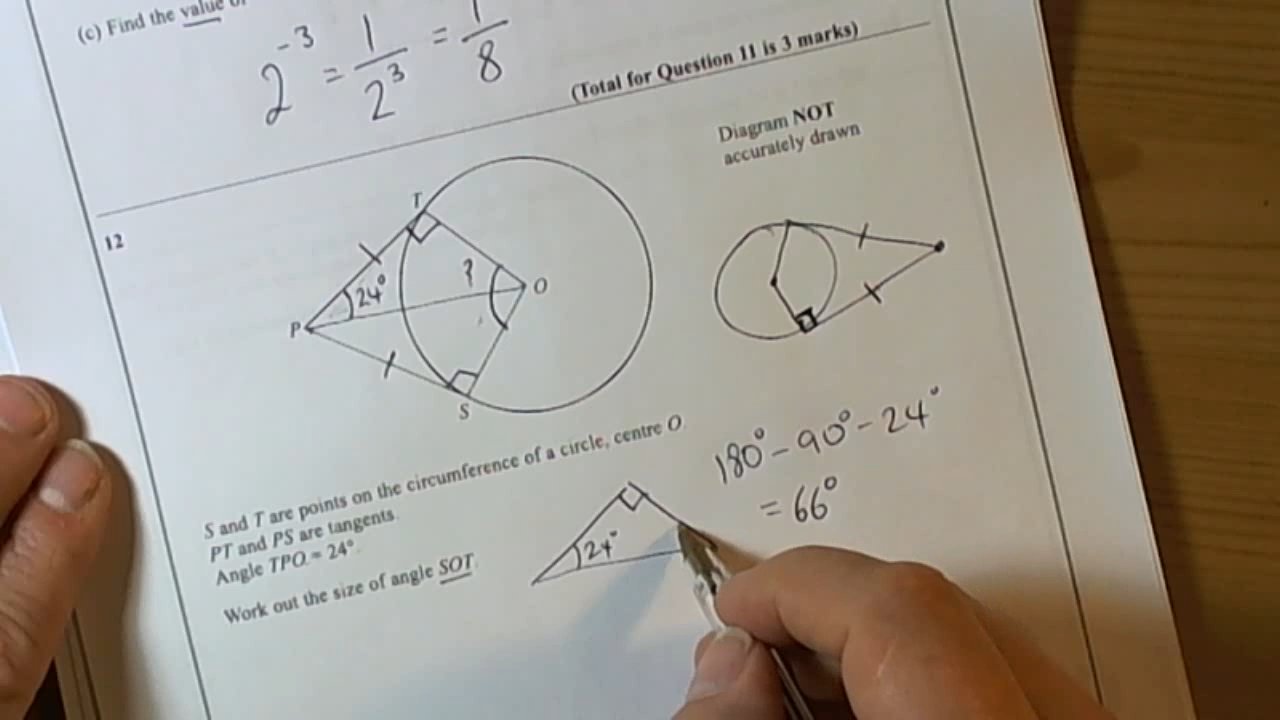 (c) Find the value of
2⁻³ = 1/2³ = 1/8
(Total for Question 11 is 3 marks)
Diagram NOT
accurately drawn
12
T
24°
?
O
P
S
S and T are points on the circumference of a circle, centre O.
PT and PS are tangents.
Angle TPO = 24°.
Work out the size of angle SOT.
180° - 90° - 24°
= 66°
24°